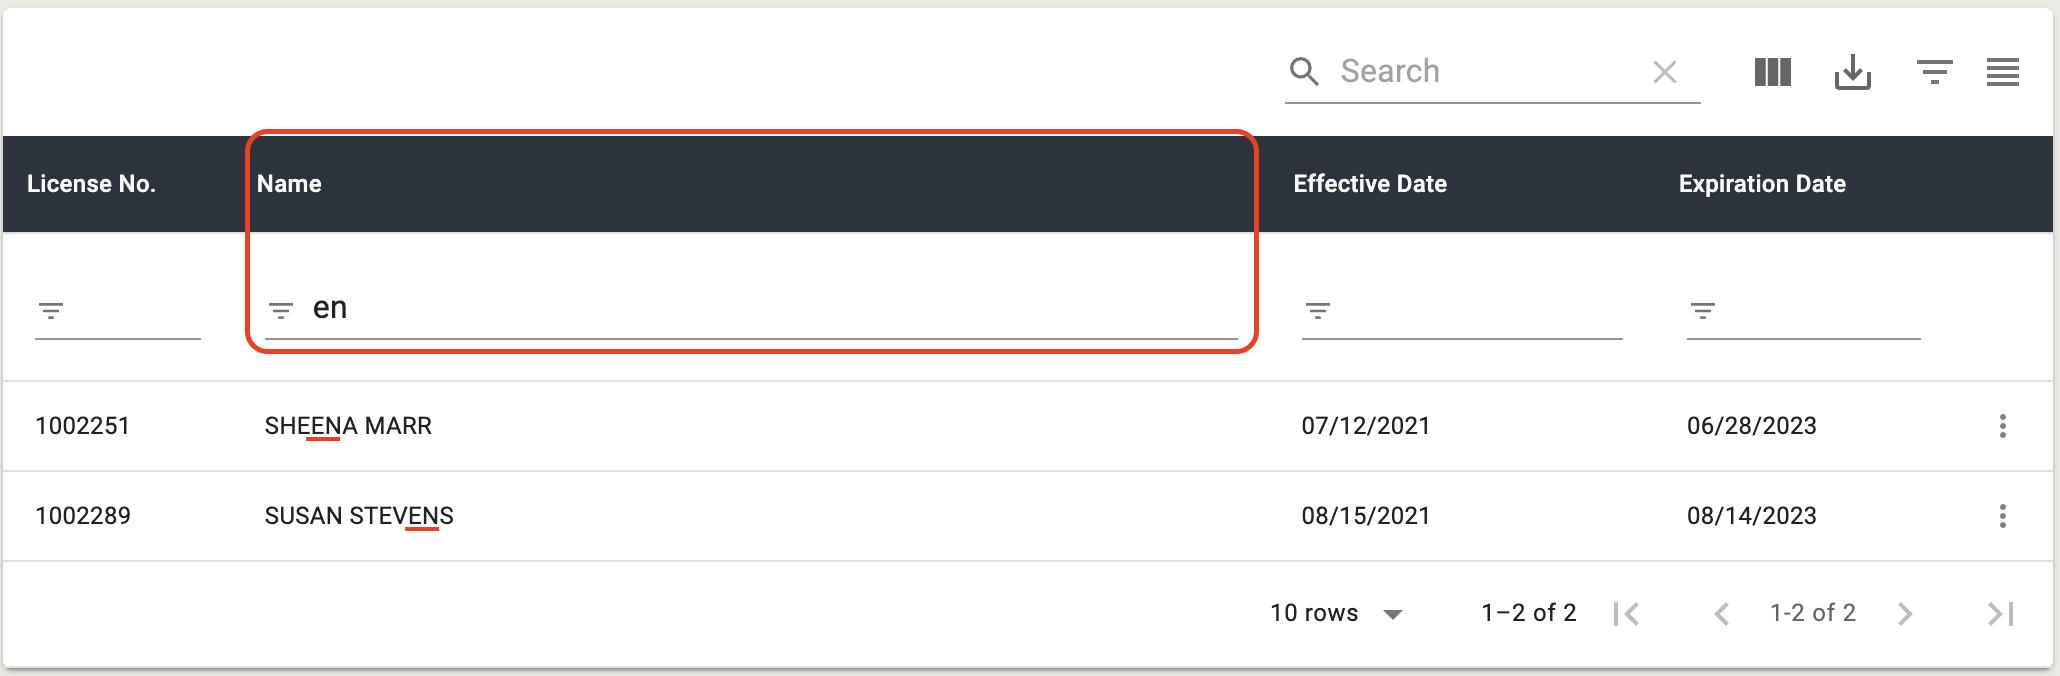 Search
License No. Name Effective Date Expiration Date
en
1002251 SHEENA MARR 07/12/2021 06/28/2023
1002289 SUSAN STEVENS 08/15/2021 08/14/2023
10 rows 1–2 of 2 1-2 of 2